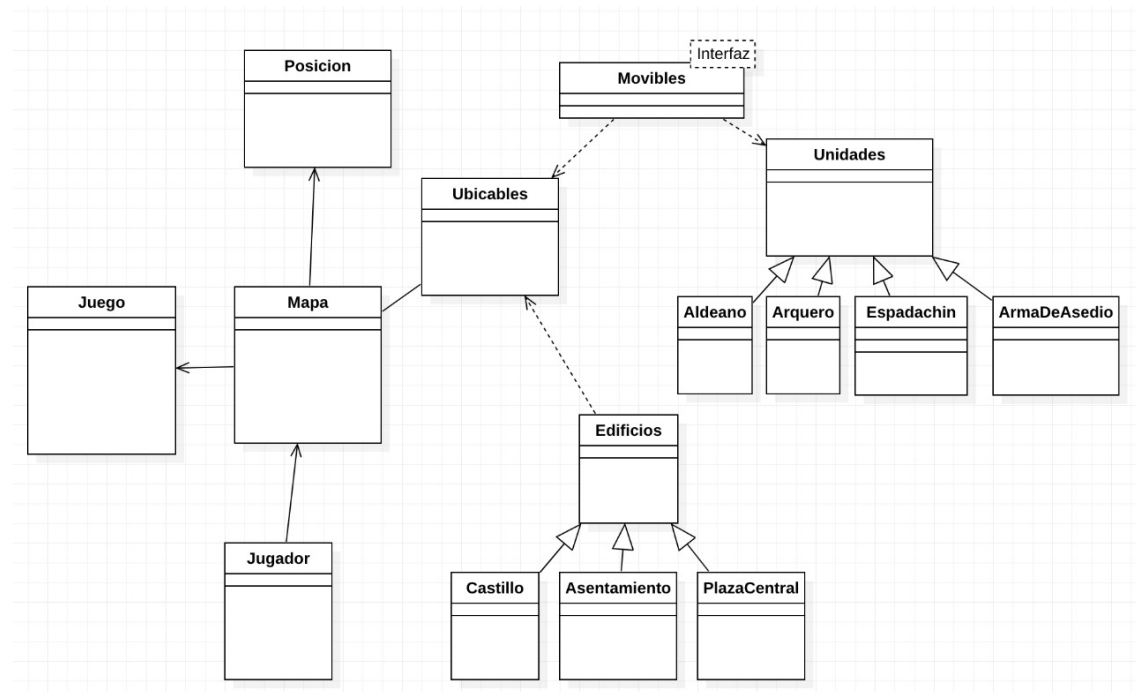 Interfaz
Posicion
Movibles
Unidades
Ubicables
Juego
Mapa
Aldeano
Arquero
Espadachin
ArmaDeAsedio
Edificios
Jugador
Castillo
Asentamiento
PlazaCentral